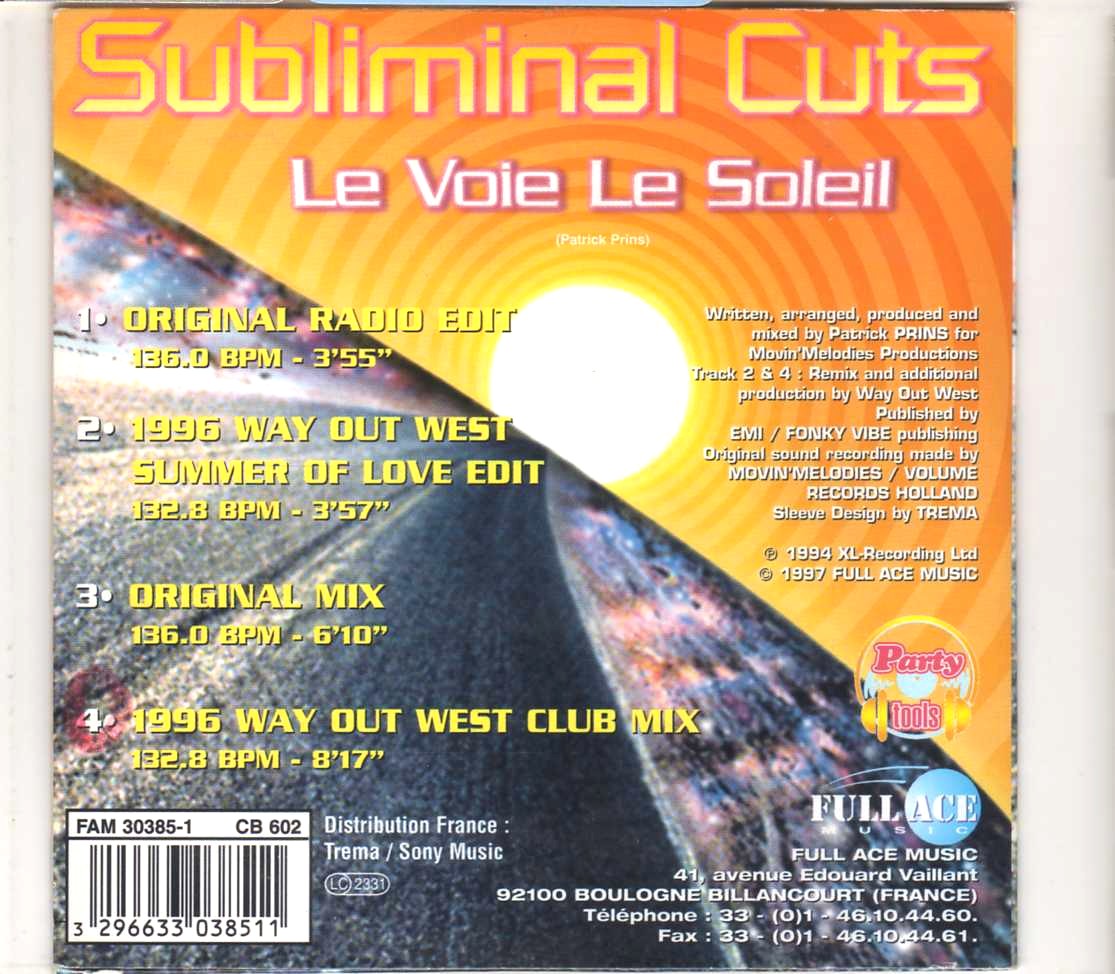 Subliminal Cuts
Le Voie Le Soleil
(Patrick Prins)
1• ORIGINAL RADIO EDIT
136.0 BPM - 3'55"
2• 1996 WAY OUT WEST
SUMMER OF LOVE EDIT
132.8 BPM - 3'57"
3• ORIGINAL MIX
136.0 BPM - 6'10"
4• 1996 WAY OUT WEST CLUB MIX
132.8 BPM - 8'17"
Written, arranged, produced and
mixed by Patrick PRINS for
Movin'Melodies Productions
Track 2 & 4 : Remix and additional
production by Way Out West
Published by
EMI / FONKY VIBE publishing
Original sound recording made by
MOVIN'MELODIES / VOLUME
RECORDS HOLLAND
Sleeve Design by TREMA
℗ 1994 XL-Recording Ltd
© 1997 FULL ACE MUSIC
Party
tools
FULL ACE
MUSIC
FULL ACE MUSIC
41, avenue Edouard Vaillant
92100 BOULOGNE BILLANCOURT (FRANCE)
Téléphone : 33 - (0)1 - 46.10.44.60.
Fax : 33 - (0)1 - 46.10.44.61.
FAM 30385-1 CB 602
3 296633 038511
Distribution France :
Trema / Sony Music
LC 2331